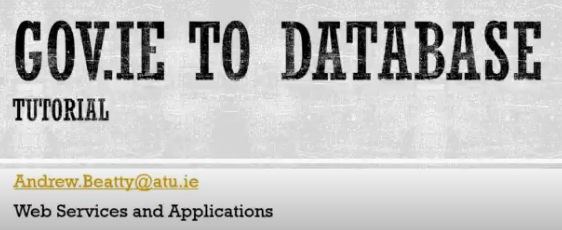 GOV.IE TO DATABASE
TUTORIAL
Andrew.Beatty@atu.ie
Web Services and Applications